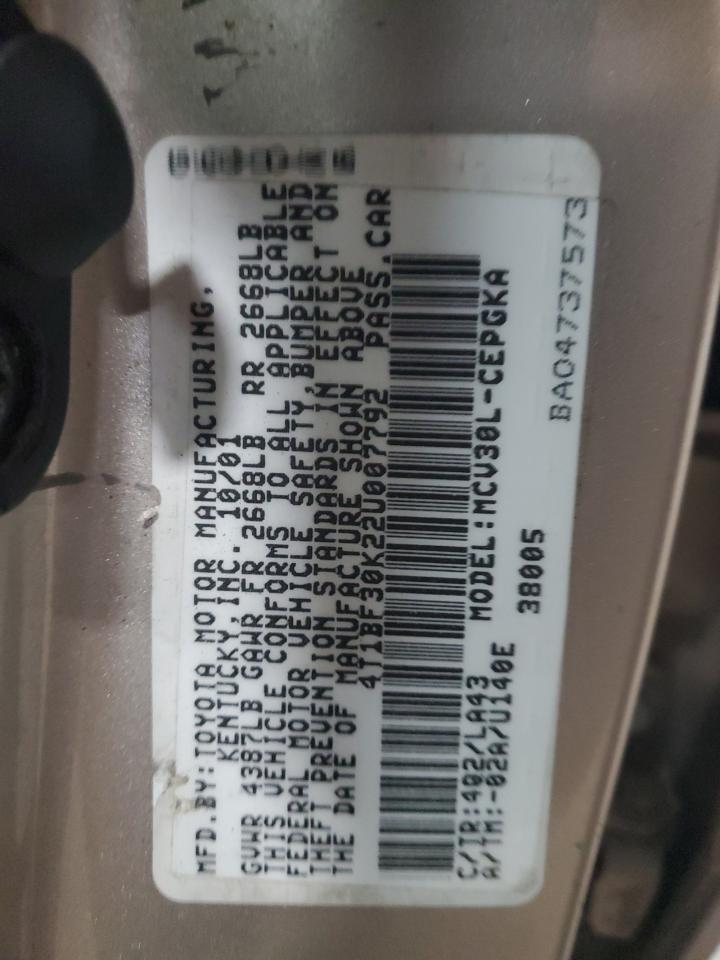 MFD.BY:TOYOTA MOTOR MANUFACTURING,
KENTUCKY,INC. 10/01
GVWR 4387LB GAWR FR 2668LB RR 2668LB
THIS VEHICLE CONFORMS TO ALL APPLICABLE
FEDERAL MOTOR VEHICLE SAFETY,BUMPER AND
THEFT PREVENTION STANDARDS IN EFFECT ON
THE DATE OF MANUFACTURE SHOWN ABOVE
4T1BF30K22U007792 PASS.CAR
C/TR:402/LA43 MODEL:MCV30L-CEPGKA
A/TM:-02A/U140E 38005
BA04737573